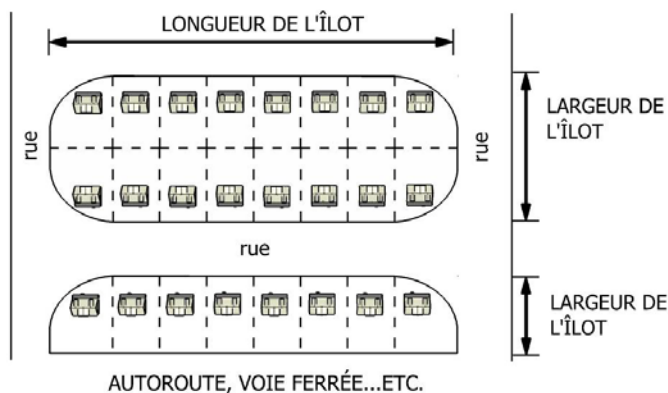 LONGUEUR DE L'ÎLOT
rue
rue
LARGEUR DE
L'ÎLOT
rue
LARGEUR DE
L'ÎLOT
AUTOROUTE, VOIE FERRÉE...ETC.